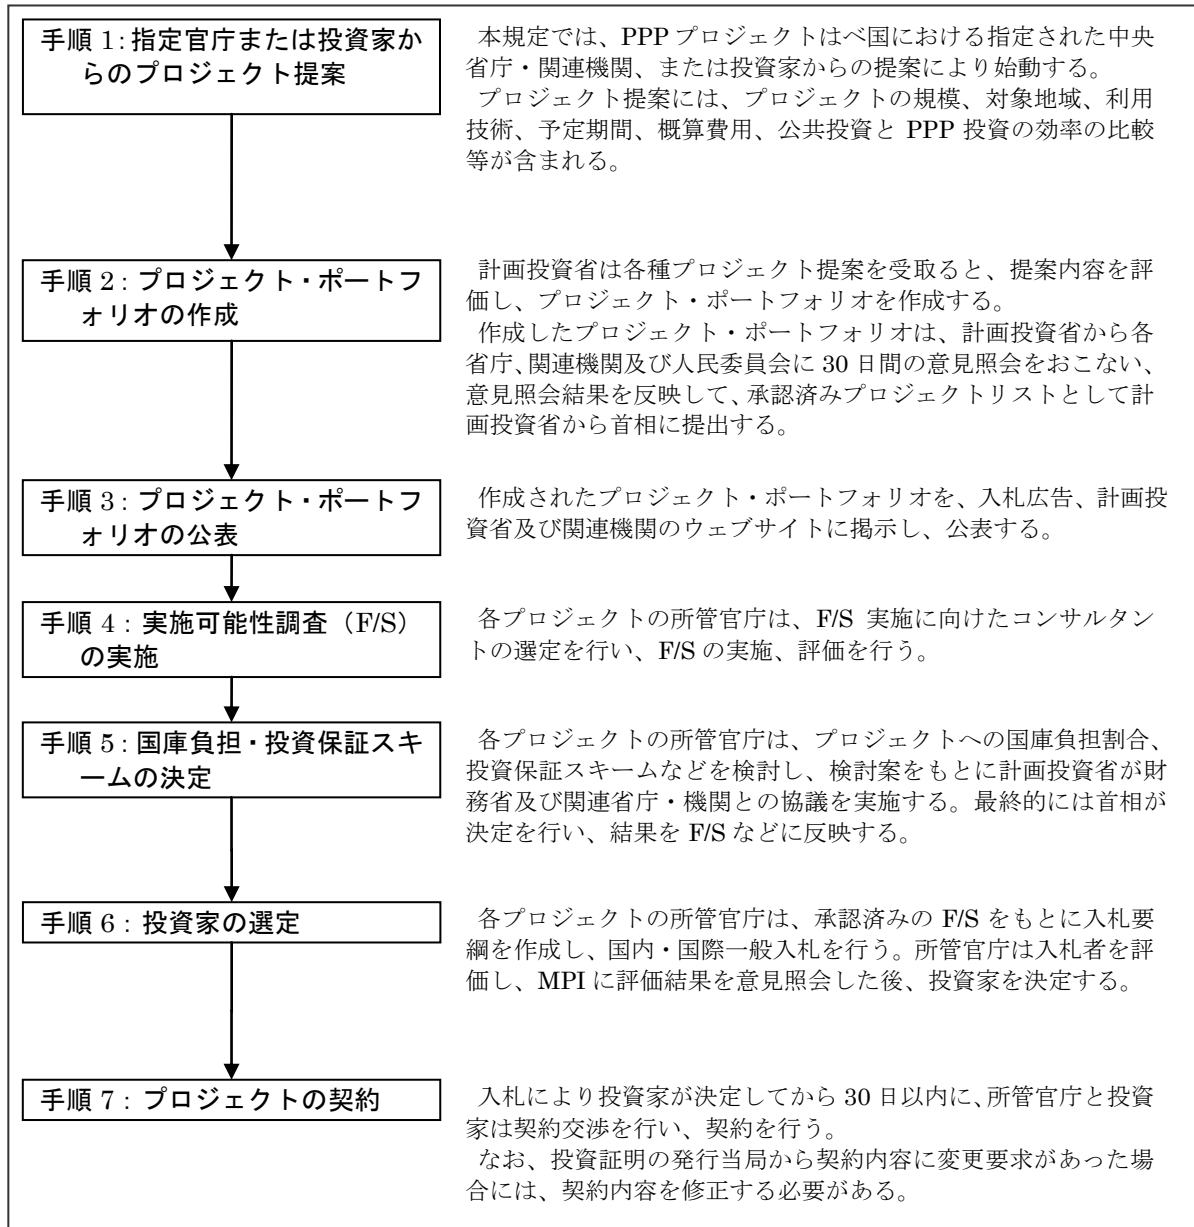 手順 1：指定官庁または投資家か
らのプロジェクト提案
本規定では、PPP プロジェクトはベ国における指定された中央
省庁・関連機関、または投資家からの提案により始動する。
プロジェクト提案には、プロジェクトの規模、対象地域、利用
技術、予定期間、概算費用、公共投資と PPP 投資の効率の比較
等が含まれる。
手順 2：プロジェクト・ポートフ
ォリオの作成
計画投資省は各種プロジェクト提案を受取ると、提案内容を評
価し、プロジェクト・ポートフォリオを作成する。
作成したプロジェクト・ポートフォリオは、計画投資省から各
省庁、関連機関及び人民委員会に 30 日間の意見照会をおこない、
意見照会結果を反映して、承認済みプロジェクトリストとして計
画投資省から首相に提出する。
手順 3：プロジェクト・ポートフ
ォリオの公表
作成されたプロジェクト・ポートフォリオを、入札広告、計画投
資省及び関連機関のウェブサイトに掲示し、公表する。
手順 4：実施可能性調査（F/S）
の実施
各プロジェクトの所管官庁は、F/S 実施に向けたコンサルタン
トの選定を行い、F/S の実施、評価を行う。
手順 5：国庫負担・投資保証スキ
ームの決定
各プロジェクトの所管官庁は、プロジェクトへの国庫負担割合、
投資保証スキームなどを検討し、検討案をもとに計画投資省が財
務省及び関連省庁・機関との協議を実施する。最終的には首相が
決定を行い、結果を F/S などに反映する。
手順 6：投資家の選定
各プロジェクトの所管官庁は、承認済みの F/S をもとに入札要
綱を作成し、国内・国際一般入札を行う。所管官庁は入札者を評
価し、MPI に評価結果を意見照会した後、投資家を決定する。
手順 7：プロジェクトの契約
入札により投資家が決定してから 30 日以内に、所管官庁と投資
家は契約交渉を行い、契約を行う。
なお、投資証明の発行当局から契約内容に変更要求があった場
合には、契約内容を修正する必要がある。